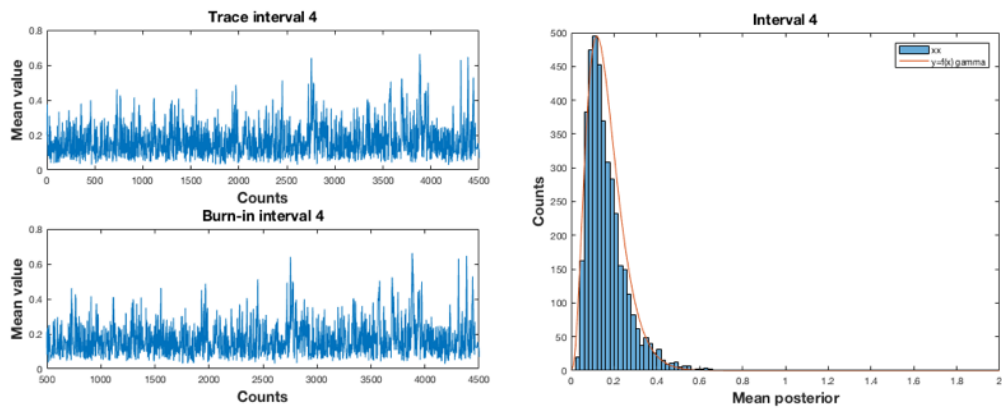 Trace interval 4
Mean value
0.8
0.6
0.4
0.2
0
0 500 1000 1500 2000 2500 3000 3500 4000 4500
Counts
Burn-in interval 4
Mean value
0.8
0.6
0.4
0.2
0
500 1000 1500 2000 2500 3000 3500 4000 4500
Counts
Interval 4
xx
y=f(x) gamma
Counts
500
450
400
350
300
250
200
150
100
50
0
0 0.2 0.4 0.6 0.8 1 1.2 1.4 1.6 1.8 2
Mean posterior